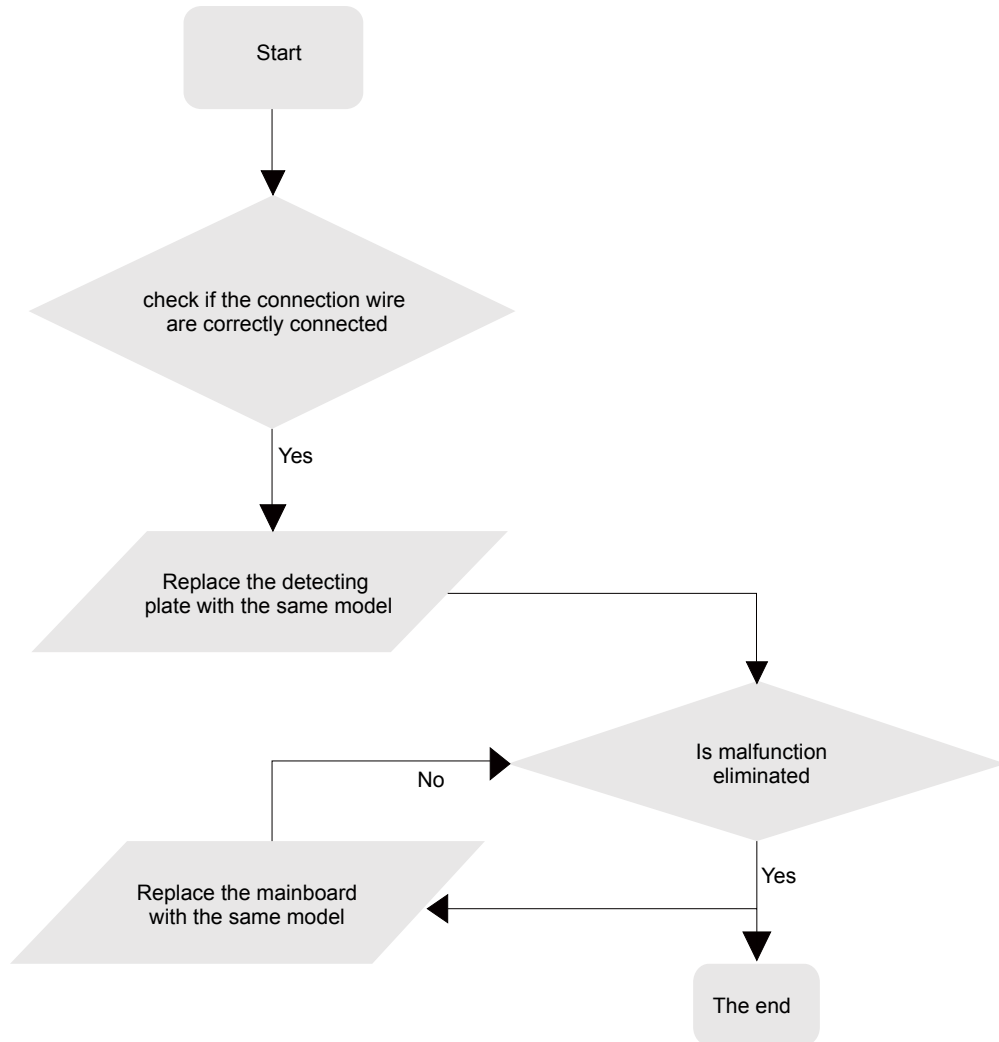 Start
check if the connection wire
are correctly connected
Yes
Replace the detecting
plate with the same model
Is malfunction
eliminated
No
Yes
Replace the mainboard
with the same model
The end